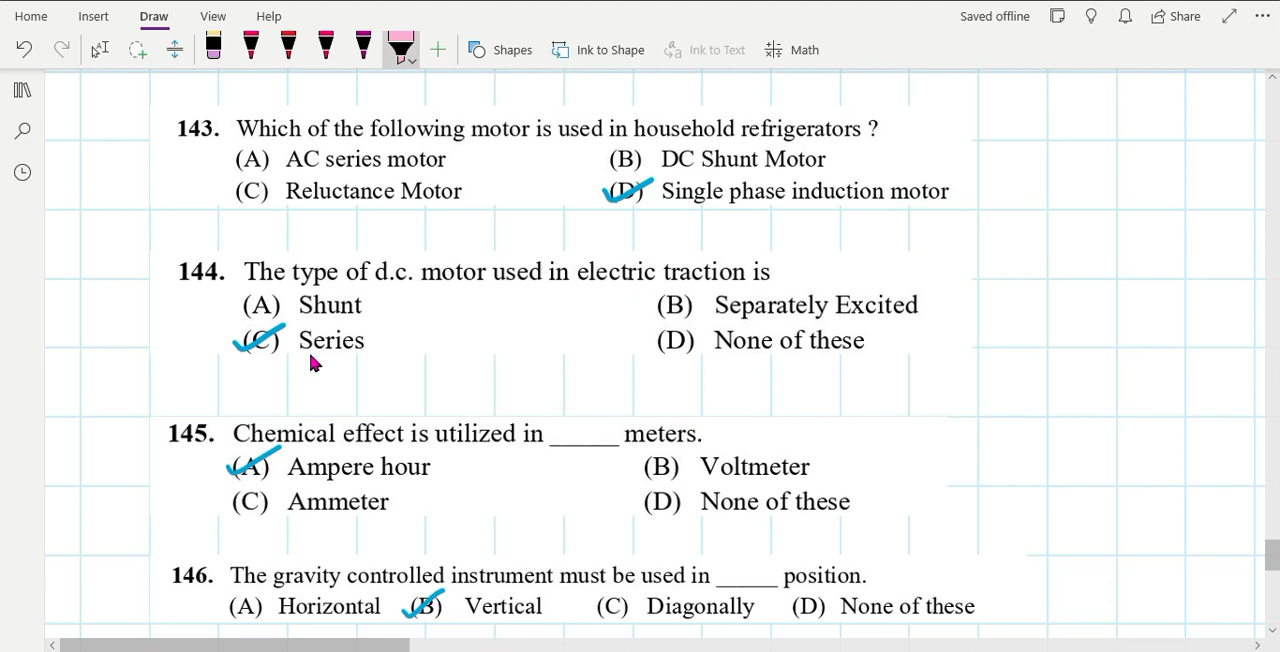 Home Insert Draw View Help Saved offline Share
Shapes Ink to Shape Ink to Text Math
143. Which of the following motor is used in household refrigerators ?
(A) AC series motor (B) DC Shunt Motor
(C) Reluctance Motor (D) Single phase induction motor
144. The type of d.c. motor used in electric traction is
(A) Shunt (B) Separately Excited
(C) Series (D) None of these
145. Chemical effect is utilized in ______ meters.
(A) Ampere hour (B) Voltmeter
(C) Ammeter (D) None of these
146. The gravity controlled instrument must be used in _____ position.
(A) Horizontal (B) Vertical (C) Diagonally (D) None of these